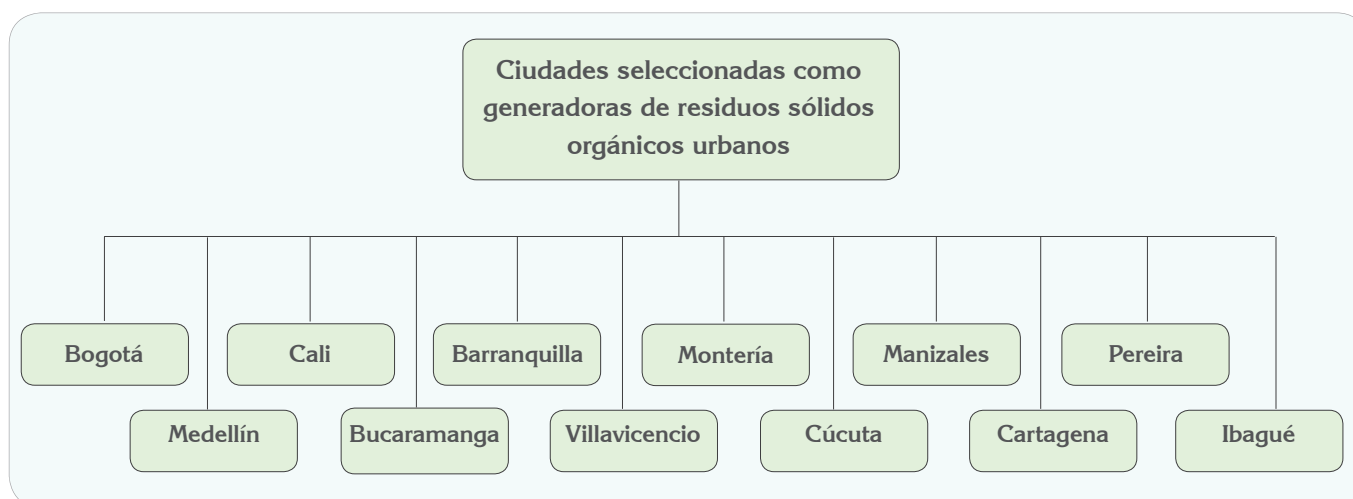 Ciudades seleccionadas como
generadoras de residuos sólidos
orgánicos urbanos
Bogotá
Cali
Barranquilla
Montería
Manizales
Pereira
Medellín
Bucaramanga
Villavicencio
Cúcuta
Cartagena
Ibagué